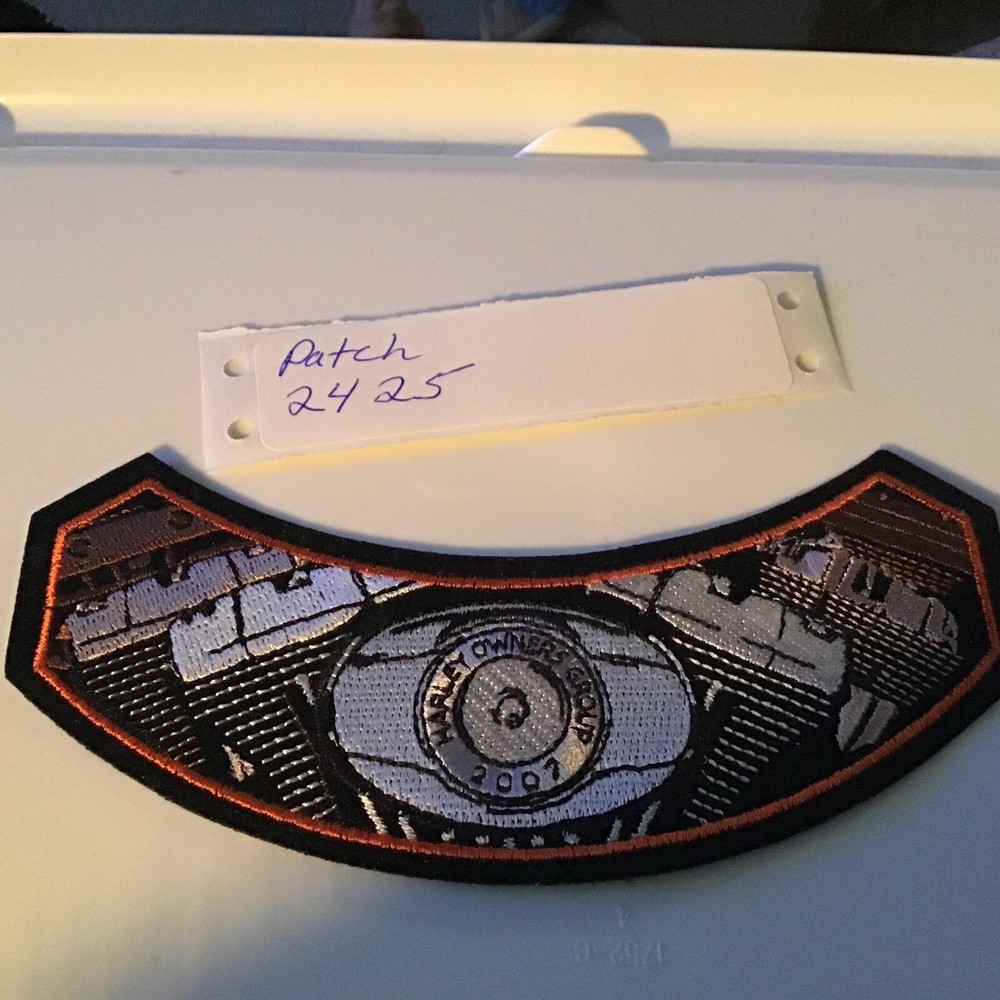 Patch
2425
HARLEY OWNERS GROUP
2007